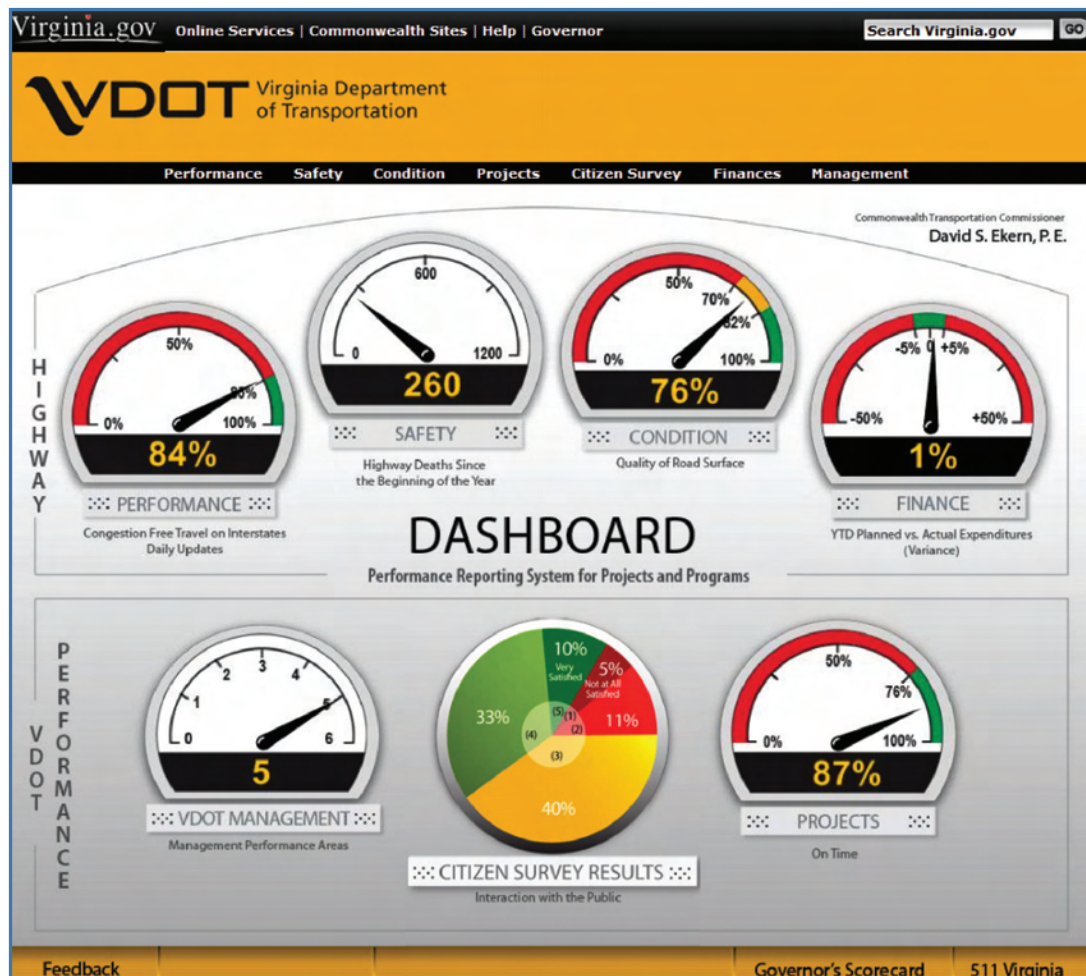 Virginia.gov Online Services | Commonwealth Sites | Help | Governor Search Virginia.gov GO
VDOT Virginia Department
of Transportation
Performance Safety Condition Projects Citizen Survey Finances Management
Commonwealth Transportation Commissioner
David S. Ekern, P. E.
HIGHWAY
0% 50% 100%
84%
PERFORMANCE
Congestion Free Travel on Interstates
Daily Updates
0 600 1200
260
SAFETY
Highway Deaths Since
the Beginning of the Year
0% 50% 70% 82% 100%
76%
CONDITION
Quality of Road Surface
-50% -5% 0 +5% +50%
1%
FINANCE
YTD Planned vs. Actual Expenditures
(Variance)
DASHBOARD
Performance Reporting System for Projects and Programs
VDOT
PERFORMANCE
0 1 2 3 4 5 6
5
VDOT MANAGEMENT
Management Performance Areas
10%
Very
Satisfied
5%
Not at All
Satisfied
11%
33%
40%
(5) (1)
(4) (2)
(3)
CITIZEN SURVEY RESULTS
Interaction with the Public
0% 50% 76% 100%
87%
PROJECTS
On Time
Feedback Governor's Scorecard 511 Virginia